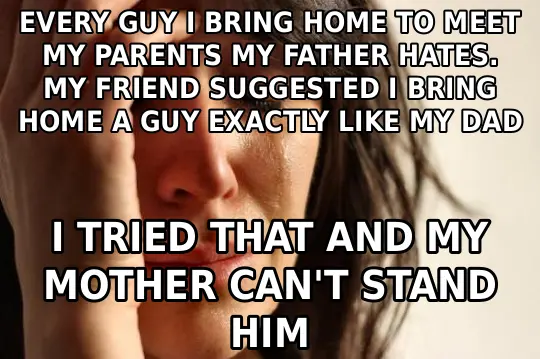 EVERY GUY I BRING HOME TO MEET
MY PARENTS MY FATHER HATES.
MY FRIEND SUGGESTED I BRING
HOME A GUY EXACTLY LIKE MY DAD
I TRIED THAT AND MY
MOTHER CAN'T STAND
HIM